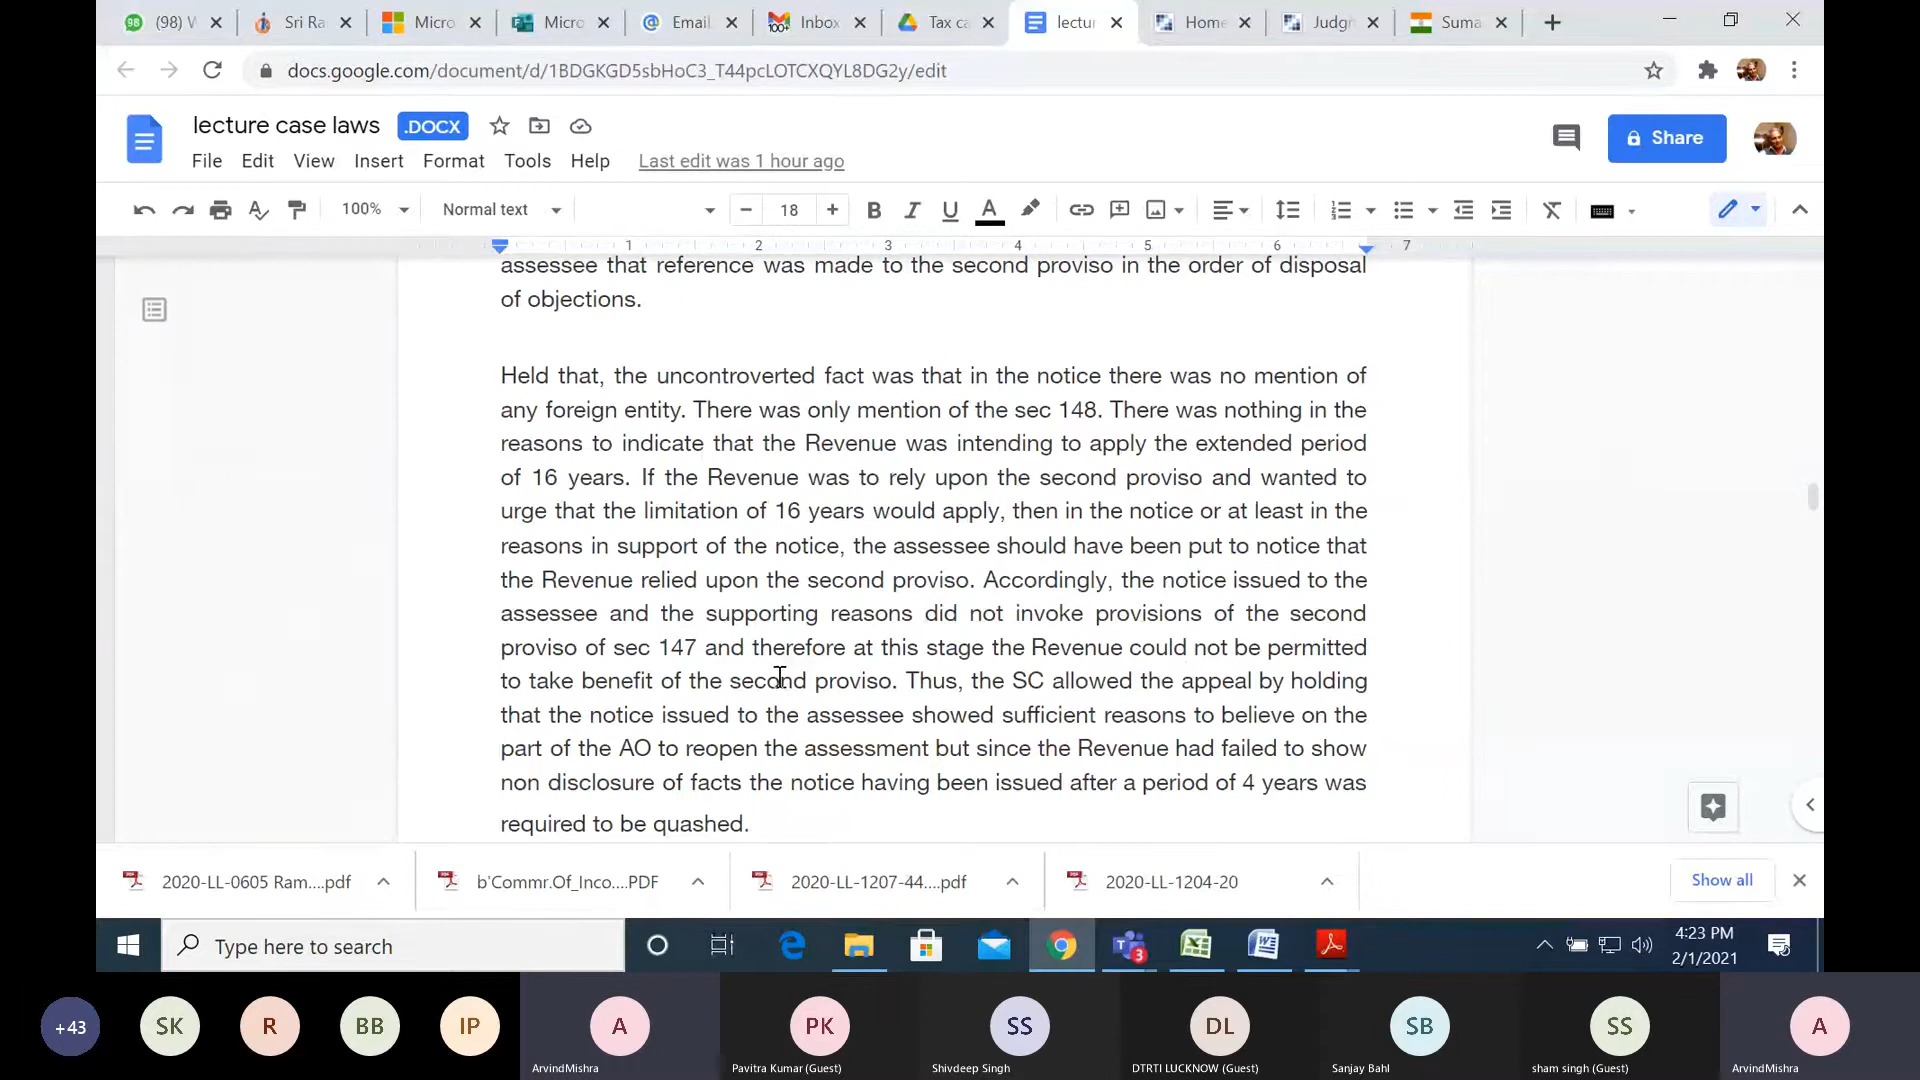 (98) W
Sri Ra
Micro
Micro
Email
Inbox
Tax ca
lectur
Home
Judgn
Suma
docs.google.com/document/d/1BDGKGD5sbHoC3_T44pcLOTCXQYL8DG2y/edit
lecture case laws .DOCX
Share
File Edit View Insert Format Tools Help Last edit was 1 hour ago
100% Normal text 18 B I U A
1 2 3 4 5 6 7
assessee that reference was made to the second proviso in the order of disposal
of objections.
Held that, the uncontroverted fact was that in the notice there was no mention of
any foreign entity. There was only mention of the sec 148. There was nothing in the
reasons to indicate that the Revenue was intending to apply the extended period
of 16 years. If the Revenue was to rely upon the second proviso and wanted to
urge that the limitation of 16 years would apply, then in the notice or at least in the
reasons in support of the notice, the assessee should have been put to notice that
the Revenue relied upon the second proviso. Accordingly, the notice issued to the
assessee and the supporting reasons did not invoke provisions of the second
proviso of sec 147 and therefore at this stage the Revenue could not be permitted
to take benefit of the second proviso. Thus, the SC allowed the appeal by holding
that the notice issued to the assessee showed sufficient reasons to believe on the
part of the AO to reopen the assessment but since the Revenue had failed to show
non disclosure of facts the notice having been issued after a period of 4 years was
required to be quashed.
2020-LL-0605 Ram....pdf
b'Commr.Of_Inco....PDF
2020-LL-1207-44....pdf
2020-LL-1204-20
Show all
Type here to search
3
4:23 PM
2/1/2021
+43
SK
R
BB
IP
A
PK
SS
DL
SB
SS
A
ArvindMishra
Pavitra Kumar (Guest)
Shivdeep Singh
DTRTI LUCKNOW (Guest)
Sanjay Bahl
sham singh (Guest)
ArvindMishra